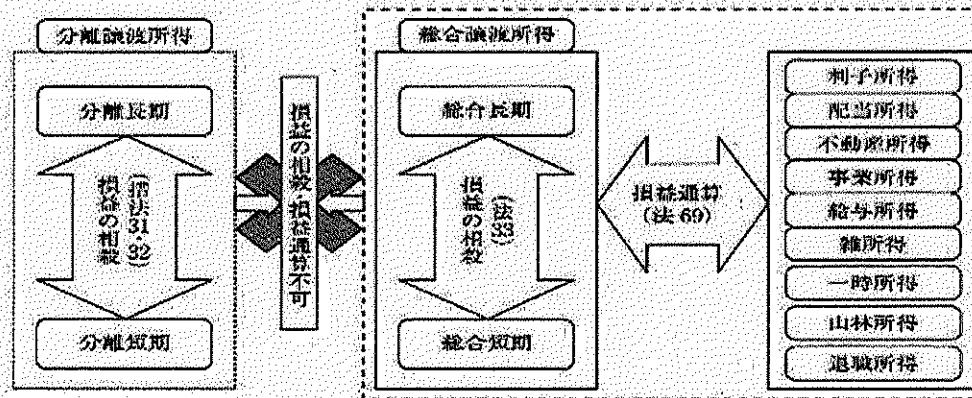 分離譲渡所得
分離長期
損益の相殺
(措法31・32)
分離短期
損益の相殺・損益通算不可
総合譲渡所得
総合長期
損益の相殺
(法33)
総合短期
損益通算
(法69)
利子所得
配当所得
不動産所得
事業所得
給与所得
雑所得
一時所得
山林所得
退職所得